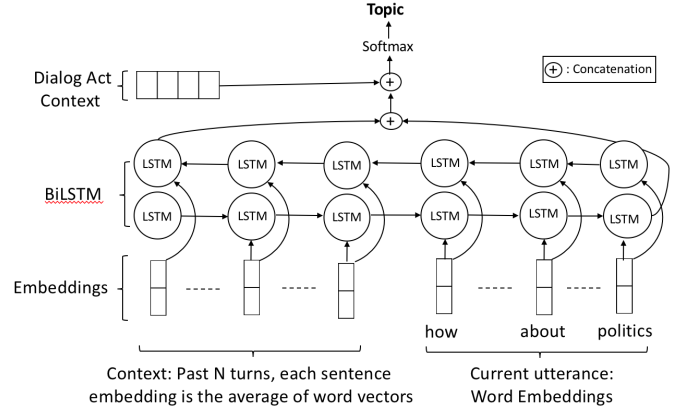 Topic
Softmax
+ : Concatenation
Dialog Act
Context
+
+
LSTM LSTM LSTM LSTM LSTM LSTM
BiLSTM
LSTM LSTM LSTM LSTM LSTM LSTM
Embeddings
how about politics
Context: Past N turns, each sentence
embedding is the average of word vectors
Current utterance:
Word Embeddings